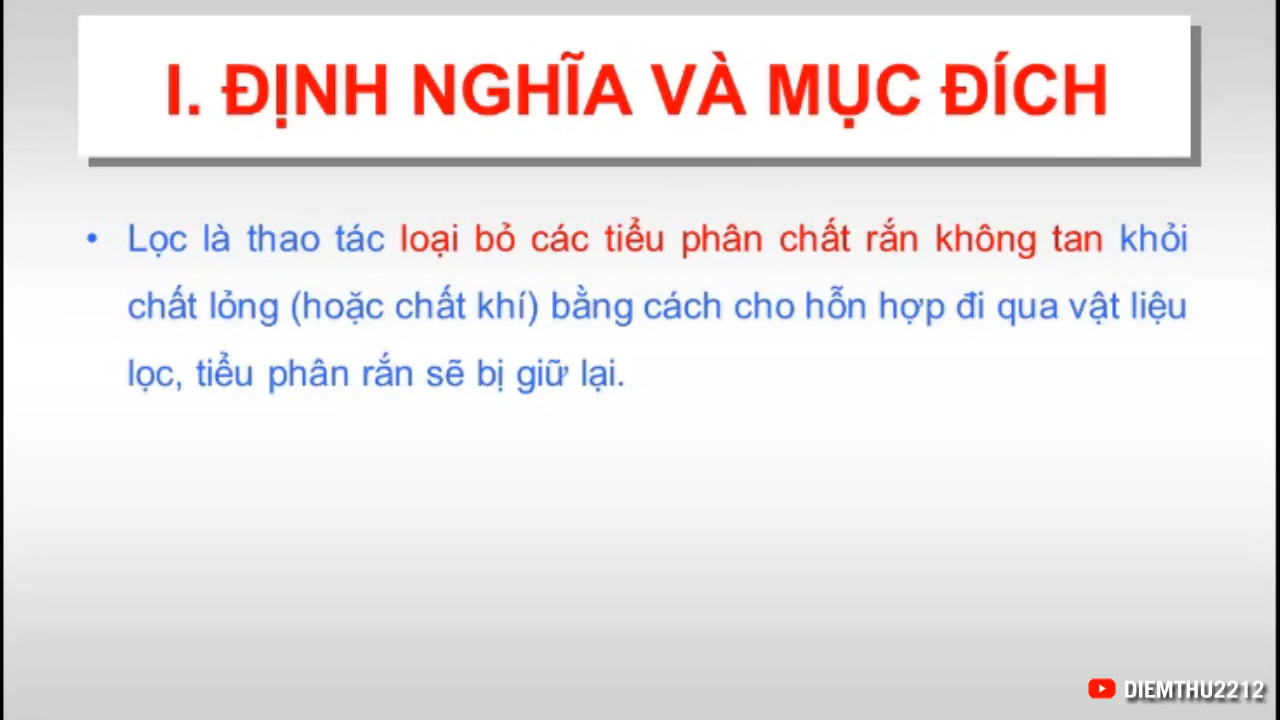 I. ĐỊNH NGHĨA VÀ MỤC ĐÍCH
• Lọc là thao tác loại bỏ các tiểu phân chất rắn không tan khỏi
chất lỏng (hoặc chất khí) bằng cách cho hỗn hợp đi qua vật liệu
lọc, tiểu phân rắn sẽ bị giữ lại.
DIEMTHU2212